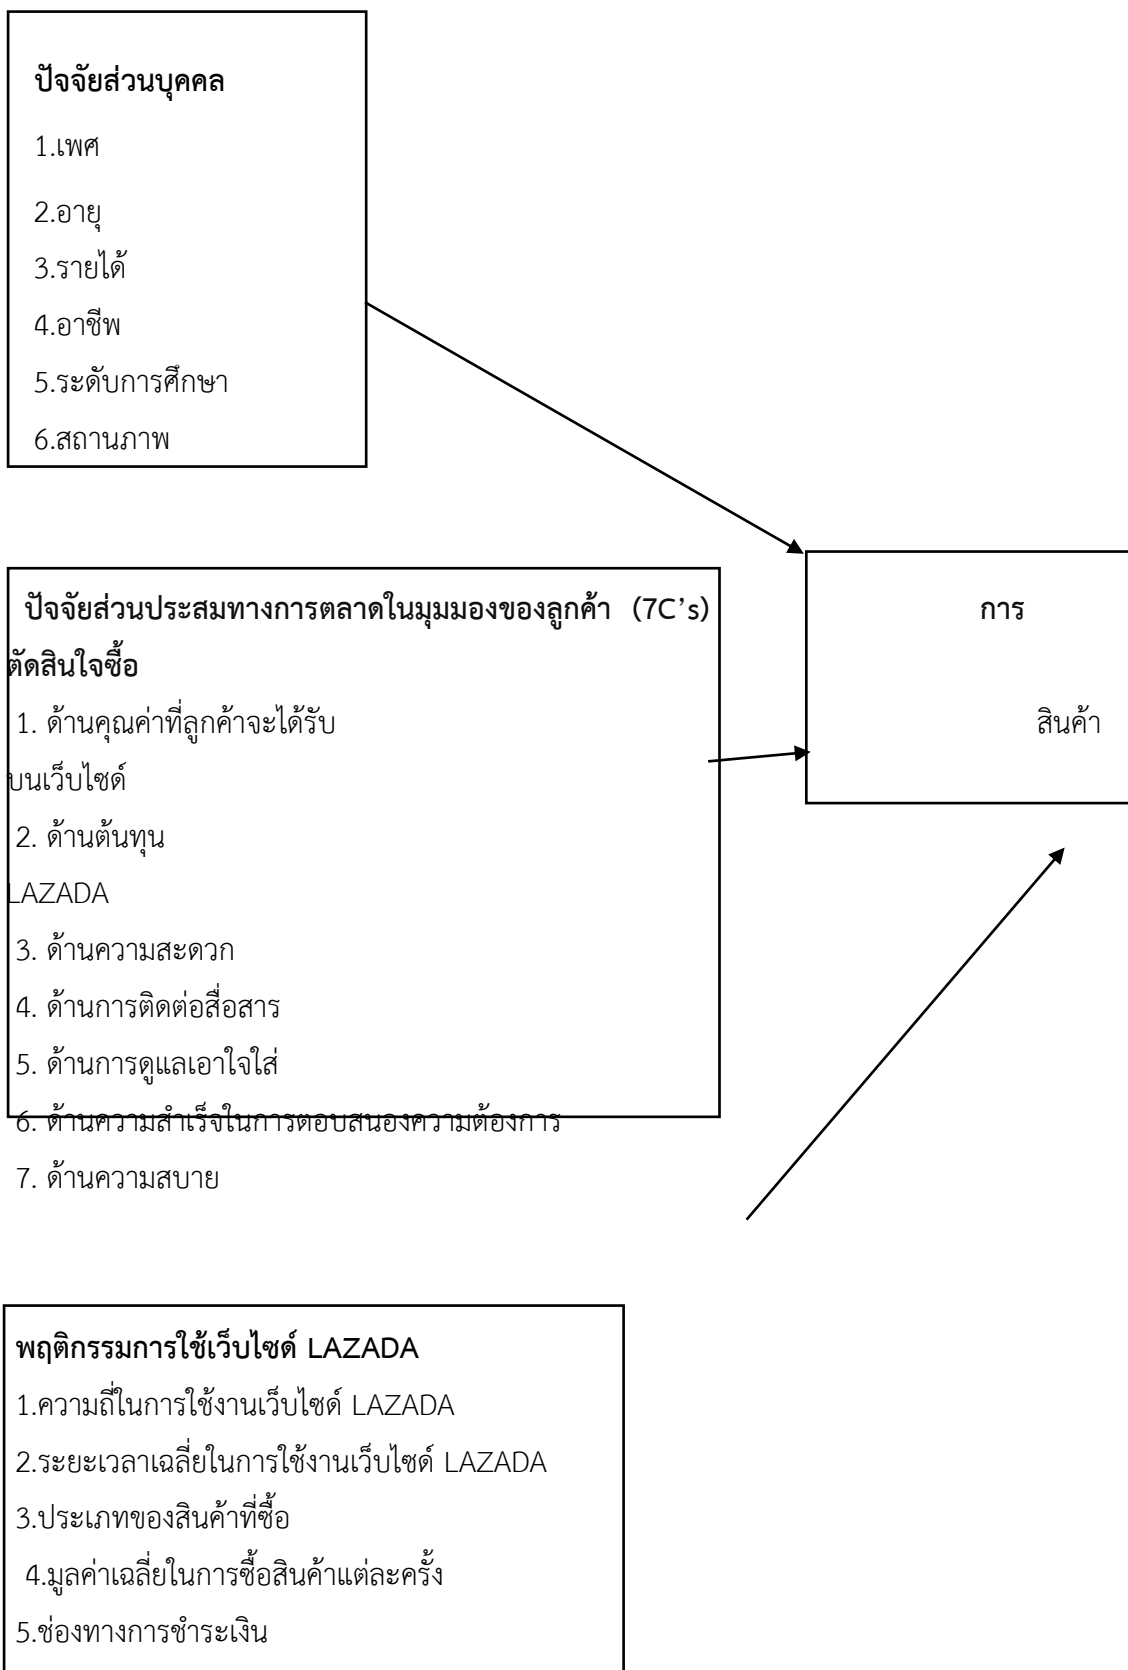 ปัจจัยส่วนบุคคล
1.เพศ
2.อายุ
3.รายได้
4.อาชีพ
5.ระดับการศึกษา
6.สถานภาพ
ปัจจัยส่วนประสมทางการตลาดในมุมมองของลูกค้า (7C’s) การ
ตัดสินใจซื้อ
1. ด้านคุณค่าที่ลูกค้าจะได้รับ สินค้า
บนเว็บไซด์
2. ด้านต้นทุน
LAZADA
3. ด้านความสะดวก
4. ด้านการติดต่อสื่อสาร
5. ด้านการดูแลเอาใจใส่
6. ด้านความสำเร็จในการตอบสนองความต้องการ
7. ด้านความสบาย
พฤติกรรมการใช้เว็บไซด์ LAZADA
1.ความถี่ในการใช้งานเว็บไซด์ LAZADA
2.ระยะเวลาเฉลี่ยในการใช้งานเว็บไซด์ LAZADA
3.ประเภทของสินค้าที่ซื้อ
4.มูลค่าเฉลี่ยในการซื้อสินค้าแต่ละครั้ง
5.ช่องทางการชำระเงิน